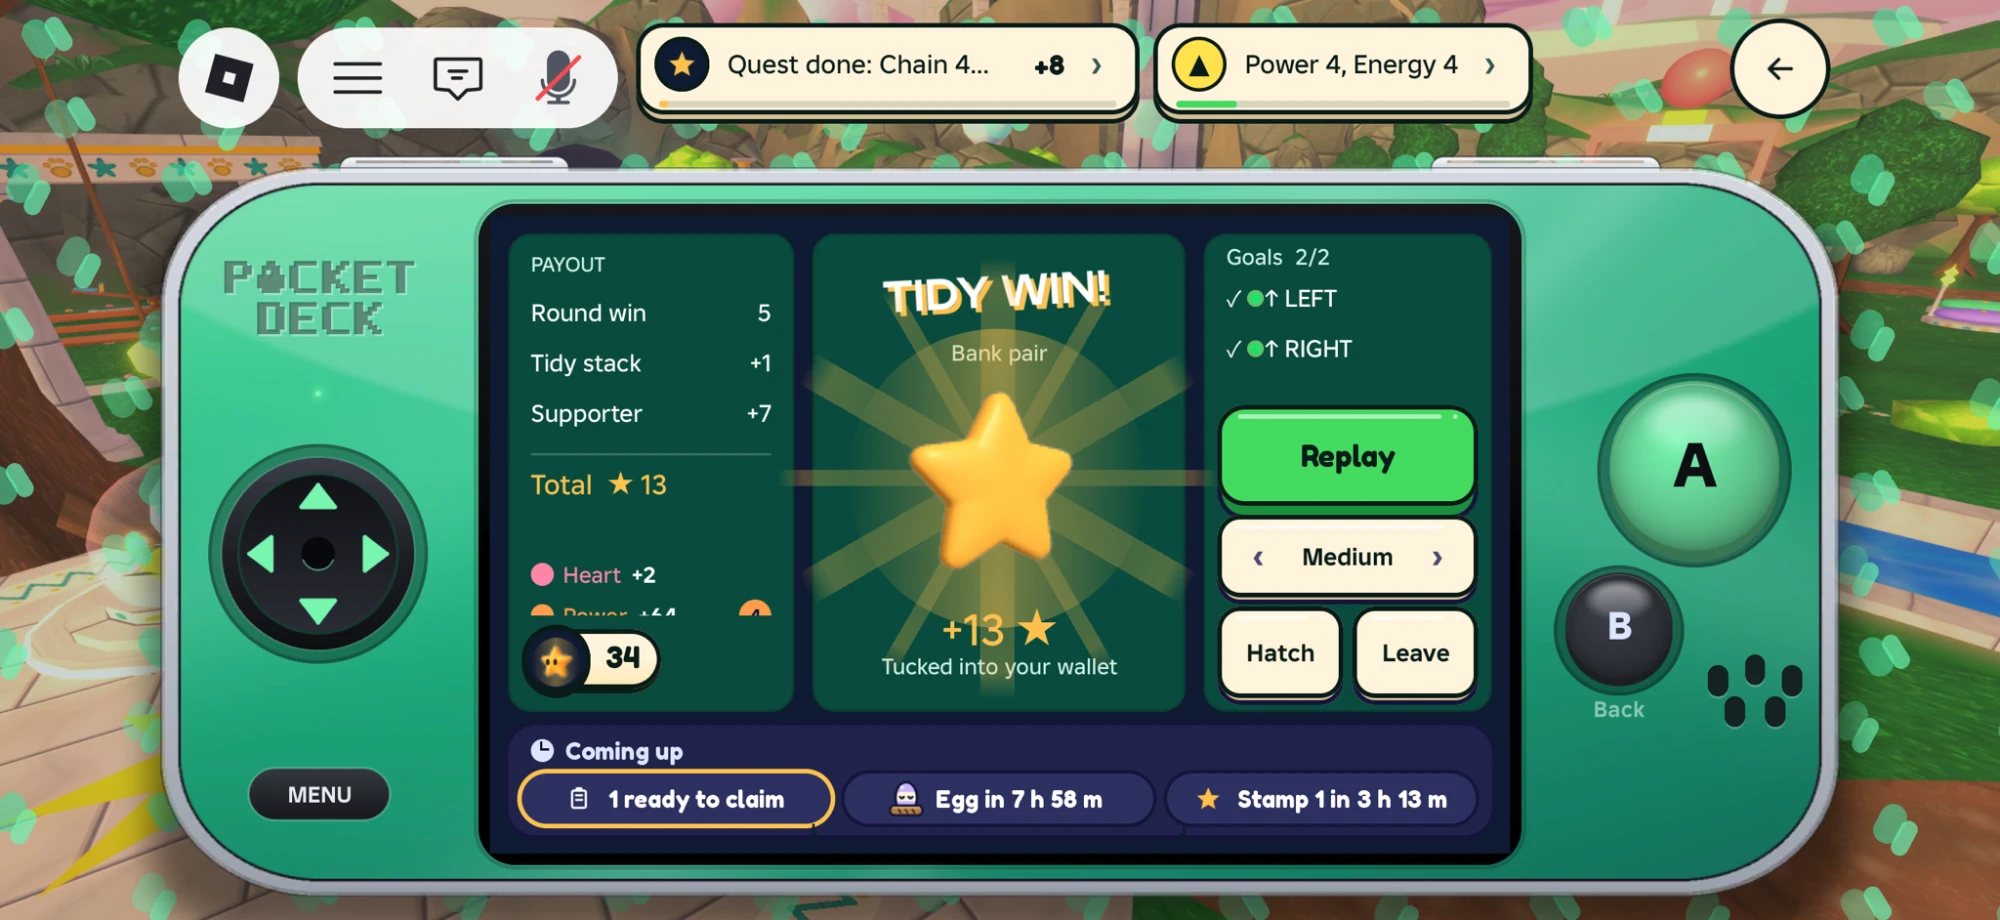 Quest done: Chain 4... +8 ›
Power 4, Energy 4 ›
POCKET
DECK
PAYOUT
Round win 5
Tidy stack +1
Supporter +7
Total ★ 13
Heart +2
Power +64 4
34
TIDY WIN!
Bank pair
+13 ★
Tucked into your wallet
Goals 2/2
✓ ↑ LEFT
✓ ↑ RIGHT
Replay
‹ Medium ›
Hatch
Leave
A
B
Back
MENU
Coming up
1 ready to claim
Egg in 7 h 58 m
Stamp 1 in 3 h 13 m